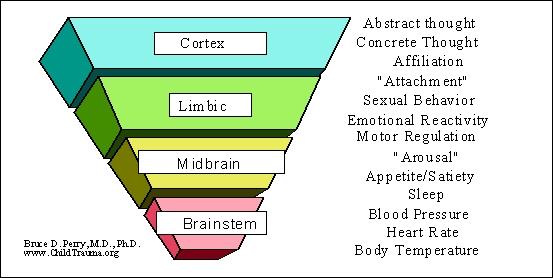 Cortex
Limbic
Midbrain
Brainstem
Abstract thought
Concrete Thought
Affiliation
"Attachment"
Sexual Behavior
Emotional Reactivity
Motor Regulation
"Arousal"
Appetite/Satiety
Sleep
Blood Pressure
Heart Rate
Body Temperature
Bruce D. Perry, M.D., Ph.D.
www.ChildTrauma.org